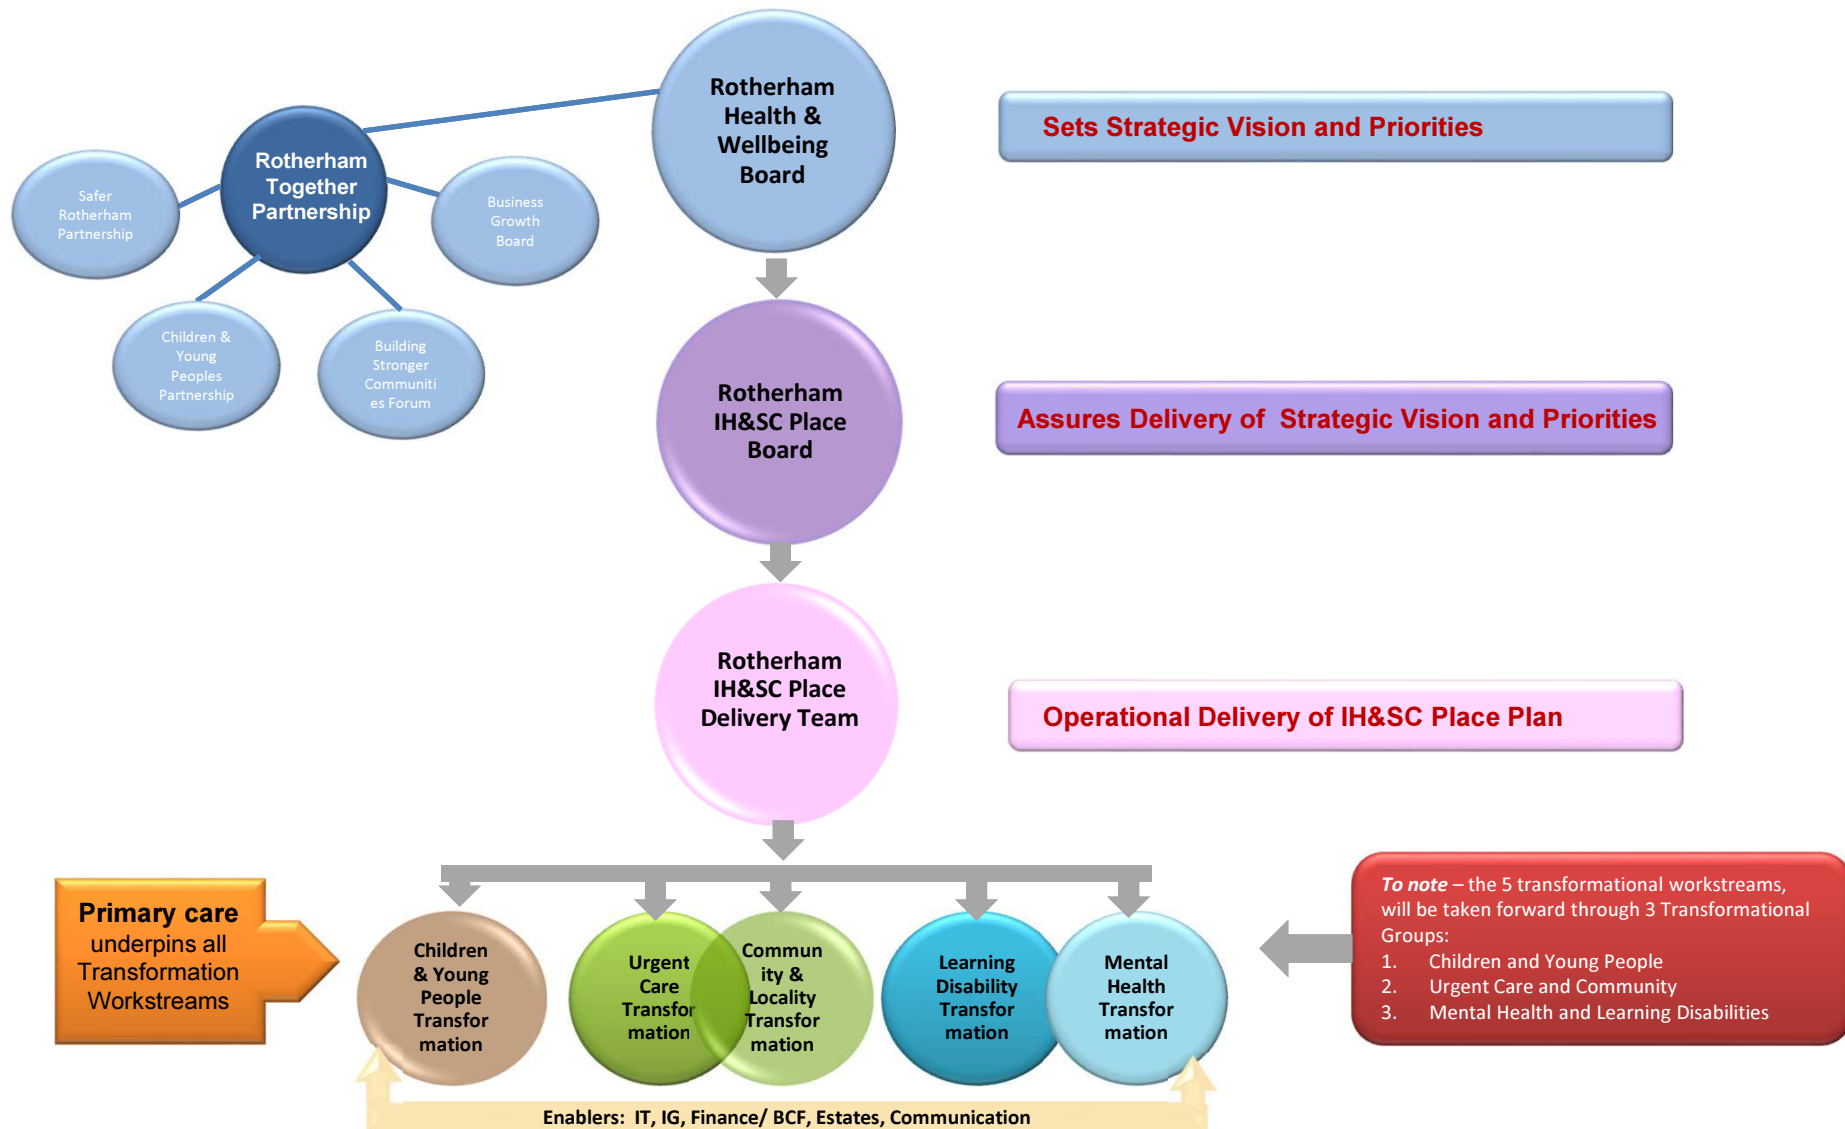 Rotherham
Health &
Wellbeing
Board
Sets Strategic Vision and Priorities
Rotherham
Together
Partnership
Safer
Rotherham
Partnership
Business
Growth
Board
Children &
Young
Peoples
Partnership
Building
Stronger
Communiti
es Forum
Rotherham
IH&SC Place
Board
Assures Delivery of Strategic Vision and Priorities
Rotherham
IH&SC Place
Delivery Team
Operational Delivery of IH&SC Place Plan
Primary care
underpins all
Transformation
Workstreams
Children
& Young
People
Transfor
mation
Urgent
Care
Transfor
mation
Commun
ity &
Locality
Transfor
mation
Learning
Disability
Transfor
mation
Mental
Health
Transfor
mation
To note – the 5 transformational workstreams,
will be taken forward through 3 Transformational
Groups:
1. Children and Young People
2. Urgent Care and Community
3. Mental Health and Learning Disabilities
Enablers: IT, IG, Finance/ BCF, Estates, Communication